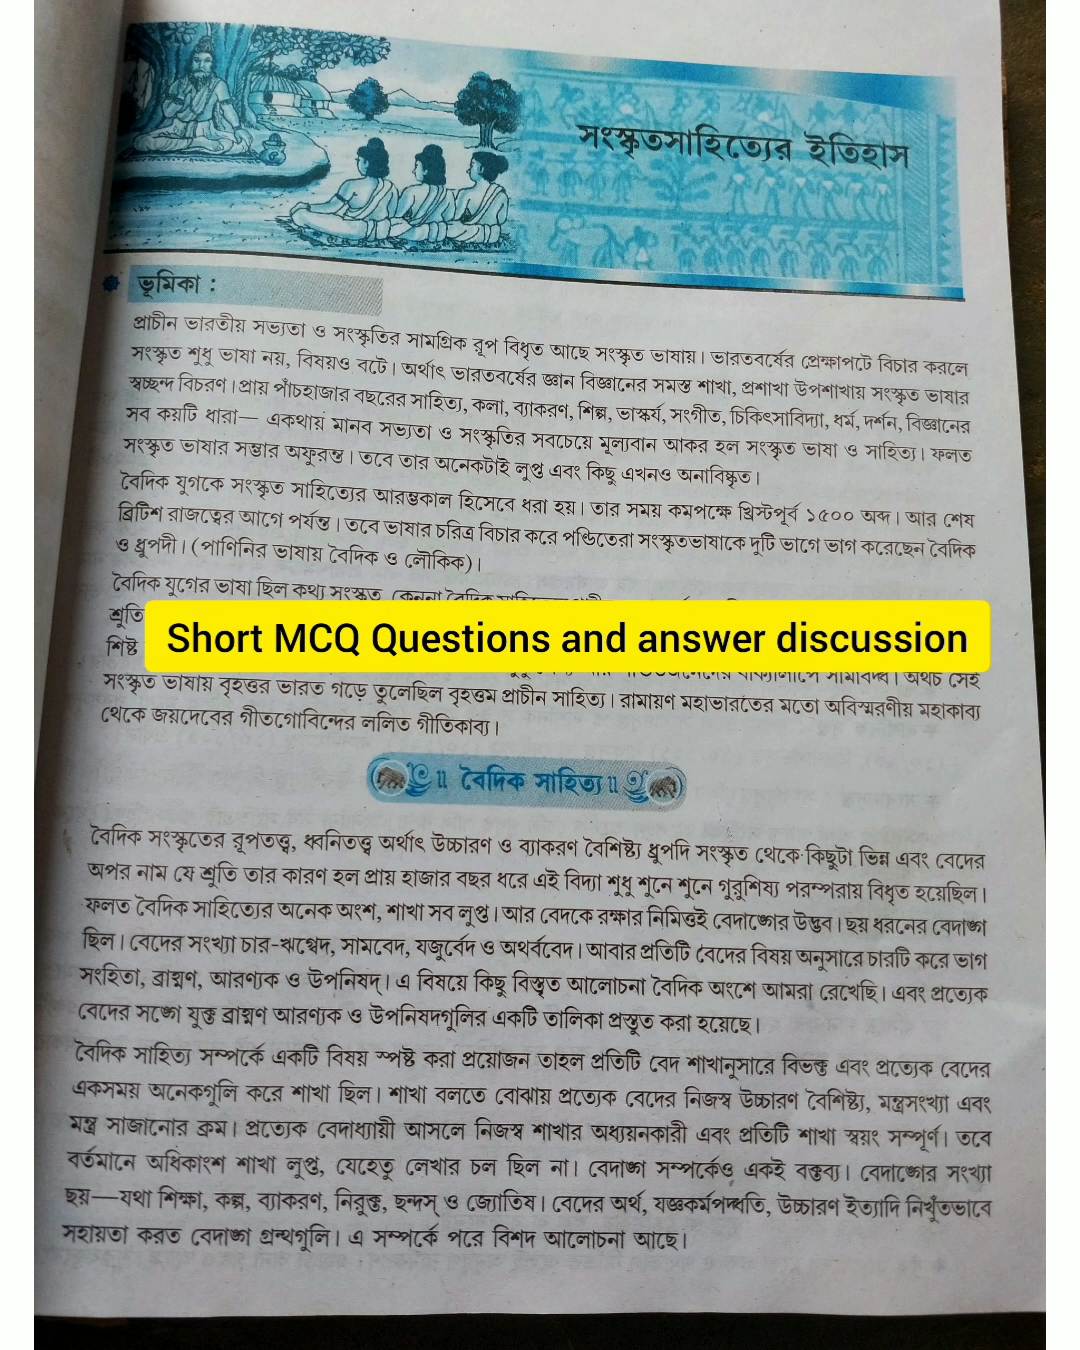 সংস্কৃতসাহিত্যের ইতিহাস
ভূমিকা :
প্রাচীন ভারতীয় সভ্যতা ও সংস্কৃতির সামগ্রিক রূপ বিধৃত আছে সংস্কৃত ভাষায়। ভারতবর্ষের প্রেক্ষাপটে বিচার করলে
সংস্কৃত শুধু ভাষা নয়, বিষয়ও বটে। অর্থাৎ ভারতবর্ষের জ্ঞান বিজ্ঞানের সমস্ত শাখা, প্রশাখা উপশাখায় সংস্কৃত ভাষার
স্বচ্ছন্দ বিচরণ। প্রায় পাঁচহাজার বছরের সাহিত্য, কলা, ব্যাকরণ, শিল্প, ভাস্কর্য, সংগীত, চিকিৎসাবিদ্যা, ধর্ম, দর্শন, বিজ্ঞানের
সব কয়টি ধারা— একথায় মানব সভ্যতা ও সংস্কৃতির সবচেয়ে মূল্যবান আকর হল সংস্কৃত ভাষা ও সাহিত্য। ফলত
সংস্কৃত ভাষার সম্ভার অফুরন্ত। তবে তার অনেকটাই লুপ্ত এবং কিছু এখনও অনাবিষ্কৃত।
বৈদিক যুগকে সংস্কৃত সাহিত্যের আরম্ভকাল হিসেবে ধরা হয়। তার সময় কমপক্ষে খ্রিস্টপূর্ব ১৫০০ অব্দ। আর শেষ
ব্রিটিশ রাজত্বের আগে পর্যন্ত। তবে ভাষার চরিত্র বিচার করে পণ্ডিতেরা সংস্কৃতভাষাকে দুটি ভাগে ভাগ করেছেন বৈদিক
ও ধ্রুপদী। (পাণিনির ভাষায় বৈদিক ও লৌকিক)।
বৈদিক যুগের ভাষা ছিল কথ্য সংস্কৃত, কেননা
শ্রুতি
Short MCQ Questions and answer discussion
শিষ্ট
সংস্কৃত ভাষায় বৃহত্তর ভারত গড়ে তুলেছিল বৃহত্তম প্রাচীন সাহিত্য। রামায়ণ মহাভারতের মতো অবিস্মরণীয় মহাকাব্য
থেকে জয়দেবের গীতগোবিন্দের ললিত গীতিকাব্য।
॥ বৈদিক সাহিত্য ॥
বৈদিক সংস্কৃতের রূপতত্ত্ব, ধ্বনিতত্ত্ব অর্থাৎ উচ্চারণ ও ব্যাকরণ বৈশিষ্ট্য ধ্রুপদি সংস্কৃত থেকে কিছুটা ভিন্ন এবং বেদের
অপর নাম যে শ্রুতি তার কারণ হল প্রায় হাজার বছর ধরে এই বিদ্যা শুধু শুনে শুনে গুরুশিষ্য পরম্পরায় বিধৃত হয়েছিল।
ফলত বৈদিক সাহিত্যের অনেক অংশ, শাখা সব লুপ্ত। আর বেদকে রক্ষার নিমিত্তই বেদাঙ্গের উদ্ভব। ছয় ধরনের বেদাঙ্গ
ছিল। বেদের সংখ্যা চার-ঋগ্বেদ, সামবেদ, যজুর্বেদ ও অথর্ববেদ। আবার প্রতিটি বেদের বিষয় অনুসারে চারটি করে ভাগ
সংহিতা, ব্রাহ্মণ, আরণ্যক ও উপনিষদ্। এ বিষয়ে কিছু বিস্তৃত আলোচনা বৈদিক অংশে আমরা রেখেছি। এবং প্রত্যেক
বেদের সঙ্গে যুক্ত ব্রাহ্মণ আরণ্যক ও উপনিষদগুলির একটি তালিকা প্রস্তুত করা হয়েছে।
বৈদিক সাহিত্য সম্পর্কে একটি বিষয় স্পষ্ট করা প্রয়োজন তাহল প্রতিটি বেদ শাখানুসারে বিভক্ত এবং প্রত্যেক বেদের
একসময় অনেকগুলি করে শাখা ছিল। শাখা বলতে বোঝায় প্রত্যেক বেদের নিজস্ব উচ্চারণ বৈশিষ্ট্য, মন্ত্রসংখ্যা এবং
মন্ত্র সাজানোর ক্রম। প্রত্যেক বেদাধ্যায়ী আসলে নিজস্ব শাখার অধ্যয়নকারী এবং প্রতিটি শাখা স্বয়ং সম্পূর্ণ। তবে
বর্তমানে অধিকাংশ শাখা লুপ্ত, যেহেতু লেখার চল ছিল না। বেদাঙ্গ সম্পর্কেও একই বক্তব্য। বেদাঙ্গের সংখ্যা
ছয়—যথা শিক্ষা, কল্প, ব্যাকরণ, নিরুক্ত, ছন্দস্ ও জ্যোতিষ। বেদের অর্থ, যজ্ঞকর্মপদ্ধতি, উচ্চারণ ইত্যাদি নিখুঁতভাবে
সহায়তা করত বেদাঙ্গ গ্রন্থগুলি। এ সম্পর্কে পরে বিশদ আলোচনা আছে।